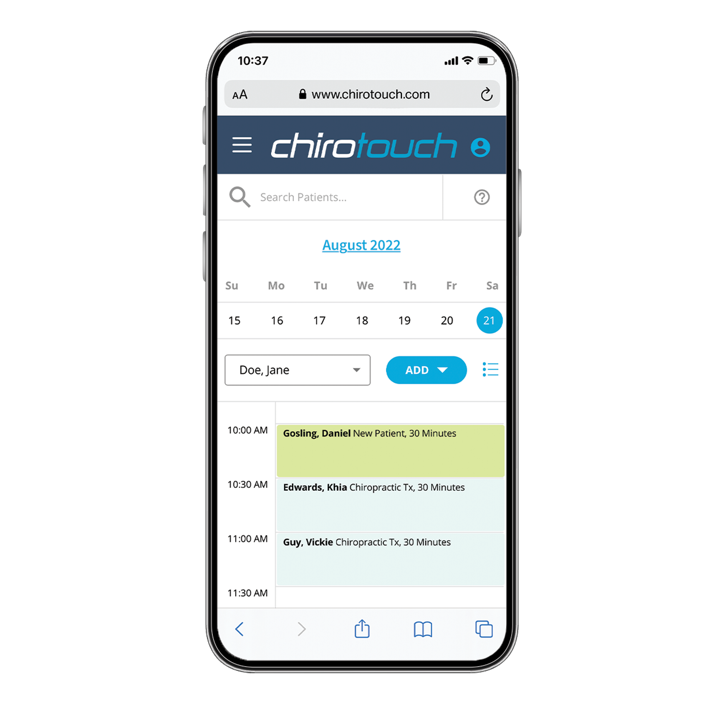 10:37
AA www.chirotouch.com
chirotouch
Search Patients... ?
August 2022
Su Mo Tu We Th Fr Sa
15 16 17 18 19 20 21
Doe, Jane ADD
10:00 AM Gosling, Daniel New Patient, 30 Minutes
10:30 AM Edwards, Khia Chiropractic Tx, 30 Minutes
11:00 AM Guy, Vickie Chiropractic Tx, 30 Minutes
11:30 AM